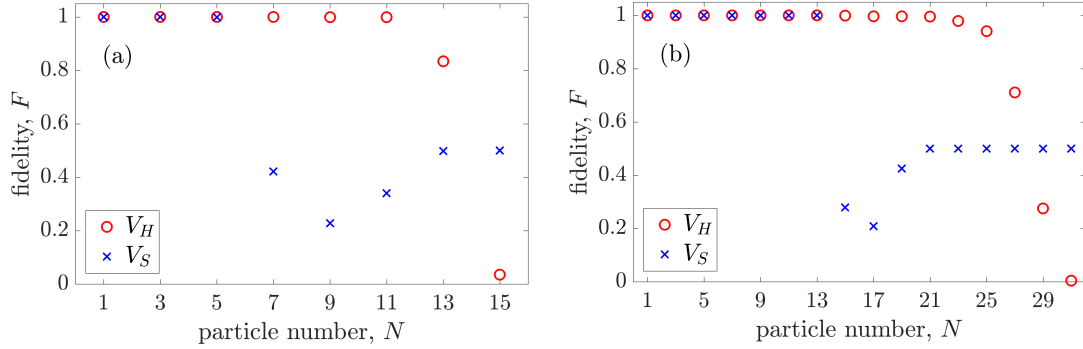 1
0.8
0.6
0.4
0.2
0
fidelity, F
(a)
V_H
V_S
1 3 5 7 9 11 13 15
particle number, N
1
0.8
0.6
0.4
0.2
0
fidelity, F
(b)
V_H
V_S
1 5 9 13 17 21 25 29
particle number, N